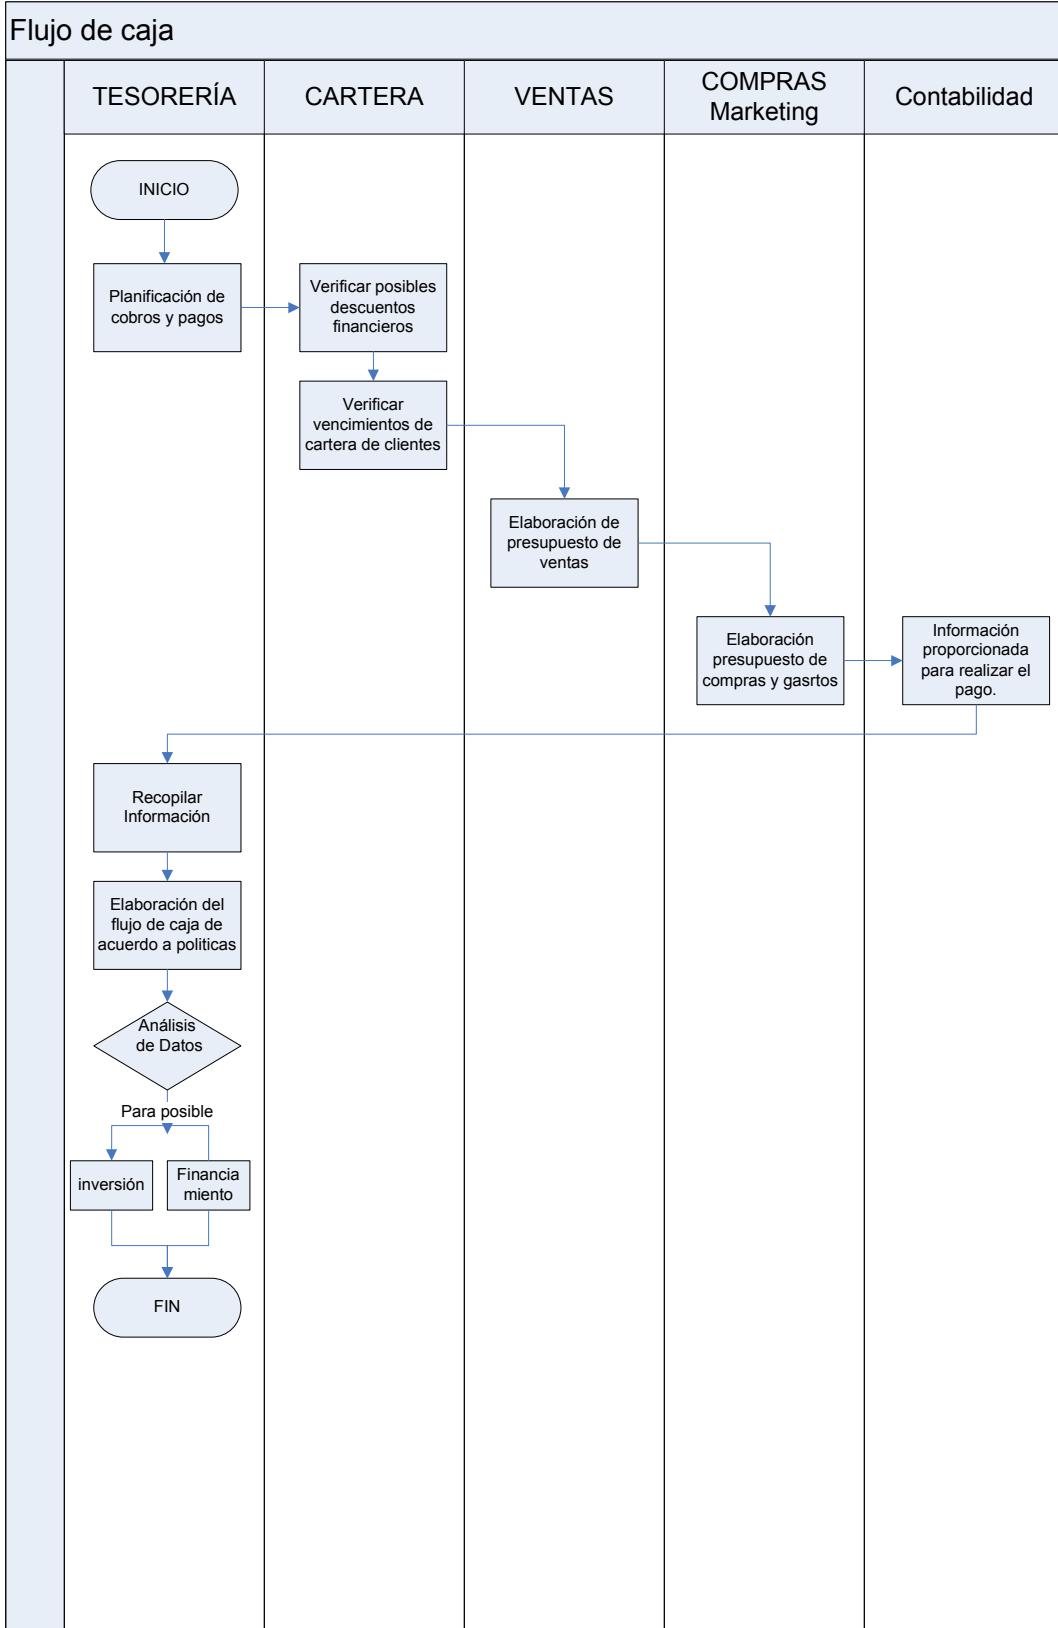 Flujo de caja
TESORERÍA
CARTERA
VENTAS
COMPRAS
Marketing
Contabilidad
INICIO
Planificación de
cobros y pagos
Verificar posibles
descuentos
financieros
Verificar
vencimientos de
cartera de clientes
Elaboración de
presupuesto de
ventas
Elaboración
presupuesto de
compras y gasrtos
Información
proporcionada
para realizar el
pago.
Recopilar
Información
Elaboración del
flujo de caja de
acuerdo a politicas
Análisis
de Datos
Para posible
inversión
Financia
miento
FIN